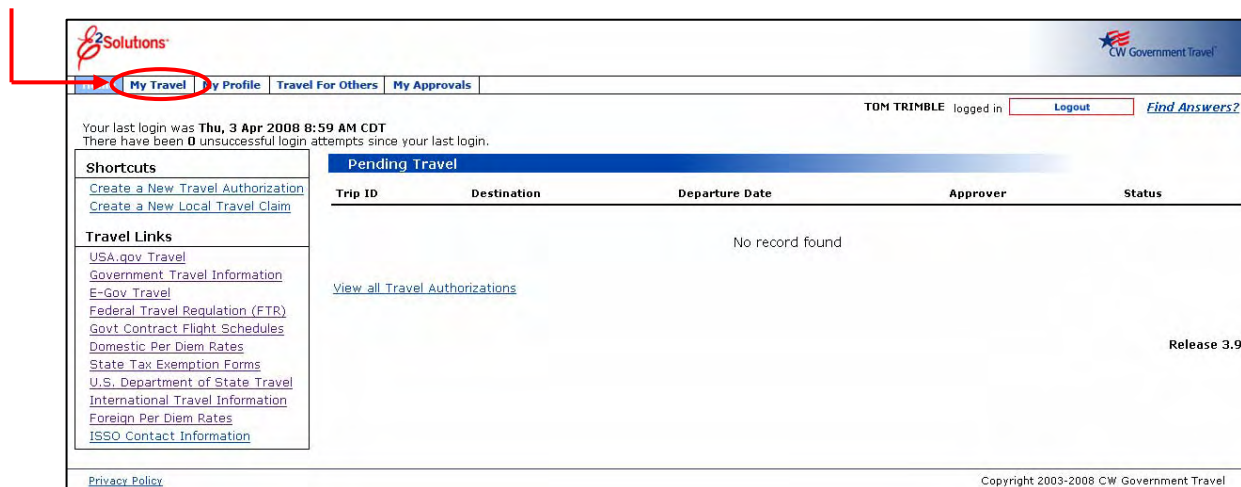 E2Solutions
CW Government Travel
My Travel My Profile Travel For Others My Approvals
TOM TRIMBLE logged in Logout Find Answers?
Your last login was Thu, 3 Apr 2008 8:59 AM CDT
There have been 0 unsuccessful login attempts since your last login.
Shortcuts
Create a New Travel Authorization
Create a New Local Travel Claim
Travel Links
USA.gov Travel
Government Travel Information
E-Gov Travel
Federal Travel Regulation (FTR)
Govt Contract Flight Schedules
Domestic Per Diem Rates
State Tax Exemption Forms
U.S. Department of State Travel
International Travel Information
Foreign Per Diem Rates
ISSO Contact Information
Pending Travel
Trip ID Destination Departure Date Approver Status
No record found
View all Travel Authorizations
Release 3.9
Privacy Policy
Copyright 2003-2008 CW Government Travel